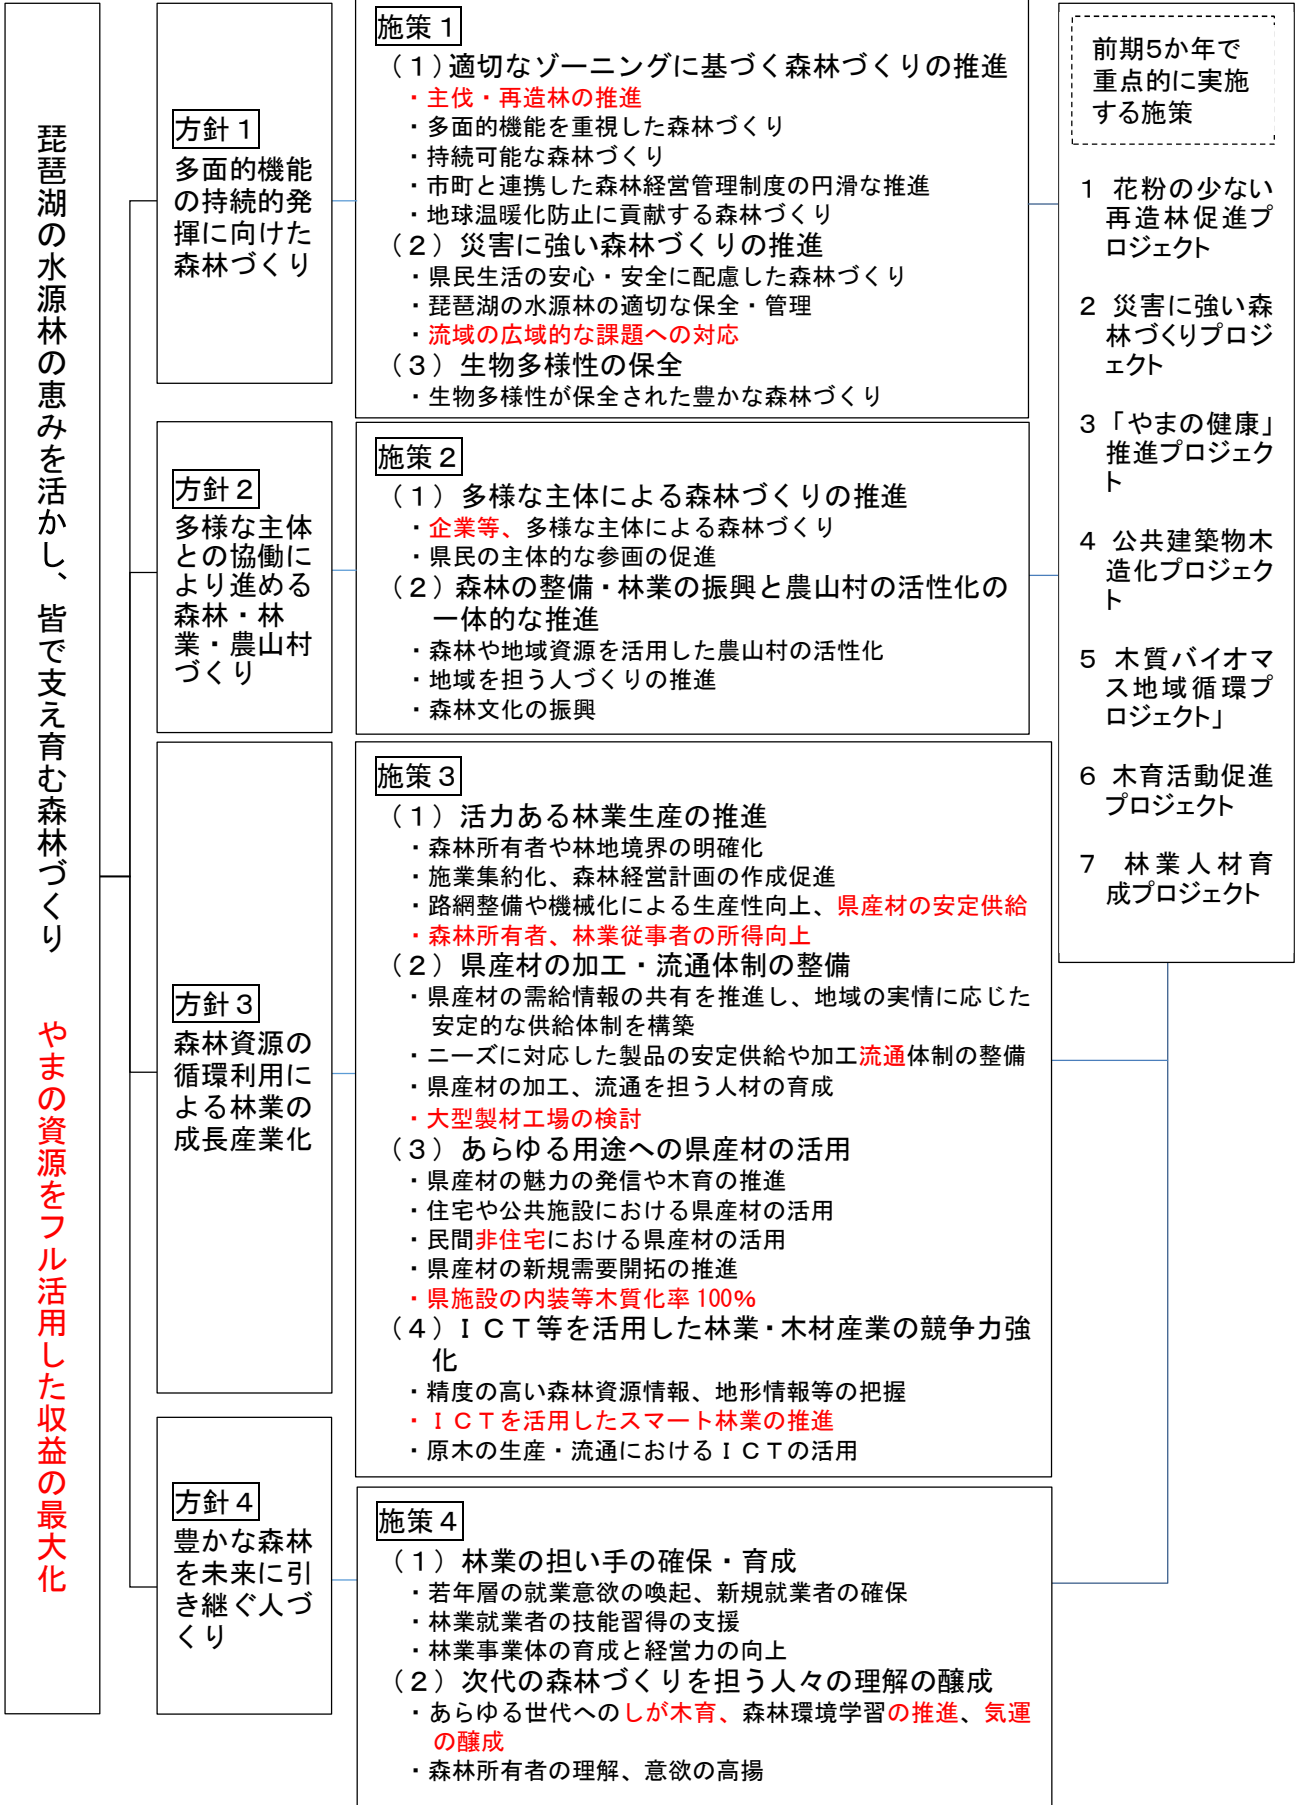 琵琶湖の水源林の恵みを活かし、皆で支え育む森林づくり　やまの資源をフル活用した収益の最大化
方針１
多面的機能
の持続的発
揮に向けた
森林づくり
施策１
（１）適切なゾーニングに基づく森林づくりの推進
・主伐・再造林の推進
・多面的機能を重視した森林づくり
・持続可能な森林づくり
・市町と連携した森林経営管理制度の円滑な推進
・地球温暖化防止に貢献する森林づくり
（２）災害に強い森林づくりの推進
・県民生活の安心・安全に配慮した森林づくり
・琵琶湖の水源林の適切な保全・管理
・流域の広域的な課題への対応
（３）生物多様性の保全
・生物多様性が保全された豊かな森林づくり
方針２
多様な主体
との協働に
より進める
森林・林
業・農山村
づくり
施策２
（１）多様な主体による森林づくりの推進
・企業等、多様な主体による森林づくり
・県民の主体的な参画の促進
（２）森林の整備・林業の振興と農山村の活性化の
一体的な推進
・森林や地域資源を活用した農山村の活性化
・地域を担う人づくりの推進
・森林文化の振興
方針３
森林資源の
循環利用に
よる林業の
成長産業化
施策３
（１）活力ある林業生産の推進
・森林所有者や林地境界の明確化
・施業集約化、森林経営計画の作成促進
・路網整備や機械化による生産性向上、県産材の安定供給
・森林所有者、林業従事者の所得向上
（２）県産材の加工・流通体制の整備
・県産材の需給情報の共有を推進し、地域の実情に応じた
安定的な供給体制を構築
・ニーズに対応した製品の安定供給や加工流通体制の整備
・県産材の加工、流通を担う人材の育成
・大型製材工場の検討
（３）あらゆる用途への県産材の活用
・県産材の魅力の発信や木育の推進
・住宅や公共施設における県産材の活用
・民間非住宅における県産材の活用
・県産材の新規需要開拓の推進
・県施設の内装等木質化率100%
（４）ＩＣＴ等を活用した林業・木材産業の競争力強
化
・精度の高い森林資源情報、地形情報等の把握
・ＩＣＴを活用したスマート林業の推進
・原木の生産・流通におけるＩＣＴの活用
方針４
豊かな森林
を未来に引
き継ぐ人づ
くり
施策４
（１）林業の担い手の確保・育成
・若年層の就業意欲の喚起、新規就業者の確保
・林業就業者の技能習得の支援
・林業事業体の育成と経営力の向上
（２）次代の森林づくりを担う人々の理解の醸成
・あらゆる世代へのしが木育、森林環境学習の推進、気運
の醸成
・森林所有者の理解、意欲の高揚
前期5か年で
重点的に実施
する施策
１ 花粉の少ない
再造林促進プ
ロジェクト
２ 災害に強い森
林づくりプロジ
ェクト
３「やまの健康」
推進プロジェク
ト
４ 公共建築物木
造化プロジェク
ト
５ 木質バイオマ
ス地域循環プ
ロジェクト」
６ 木育活動促進
プロジェクト
７ 林業人材育
成プロジェクト